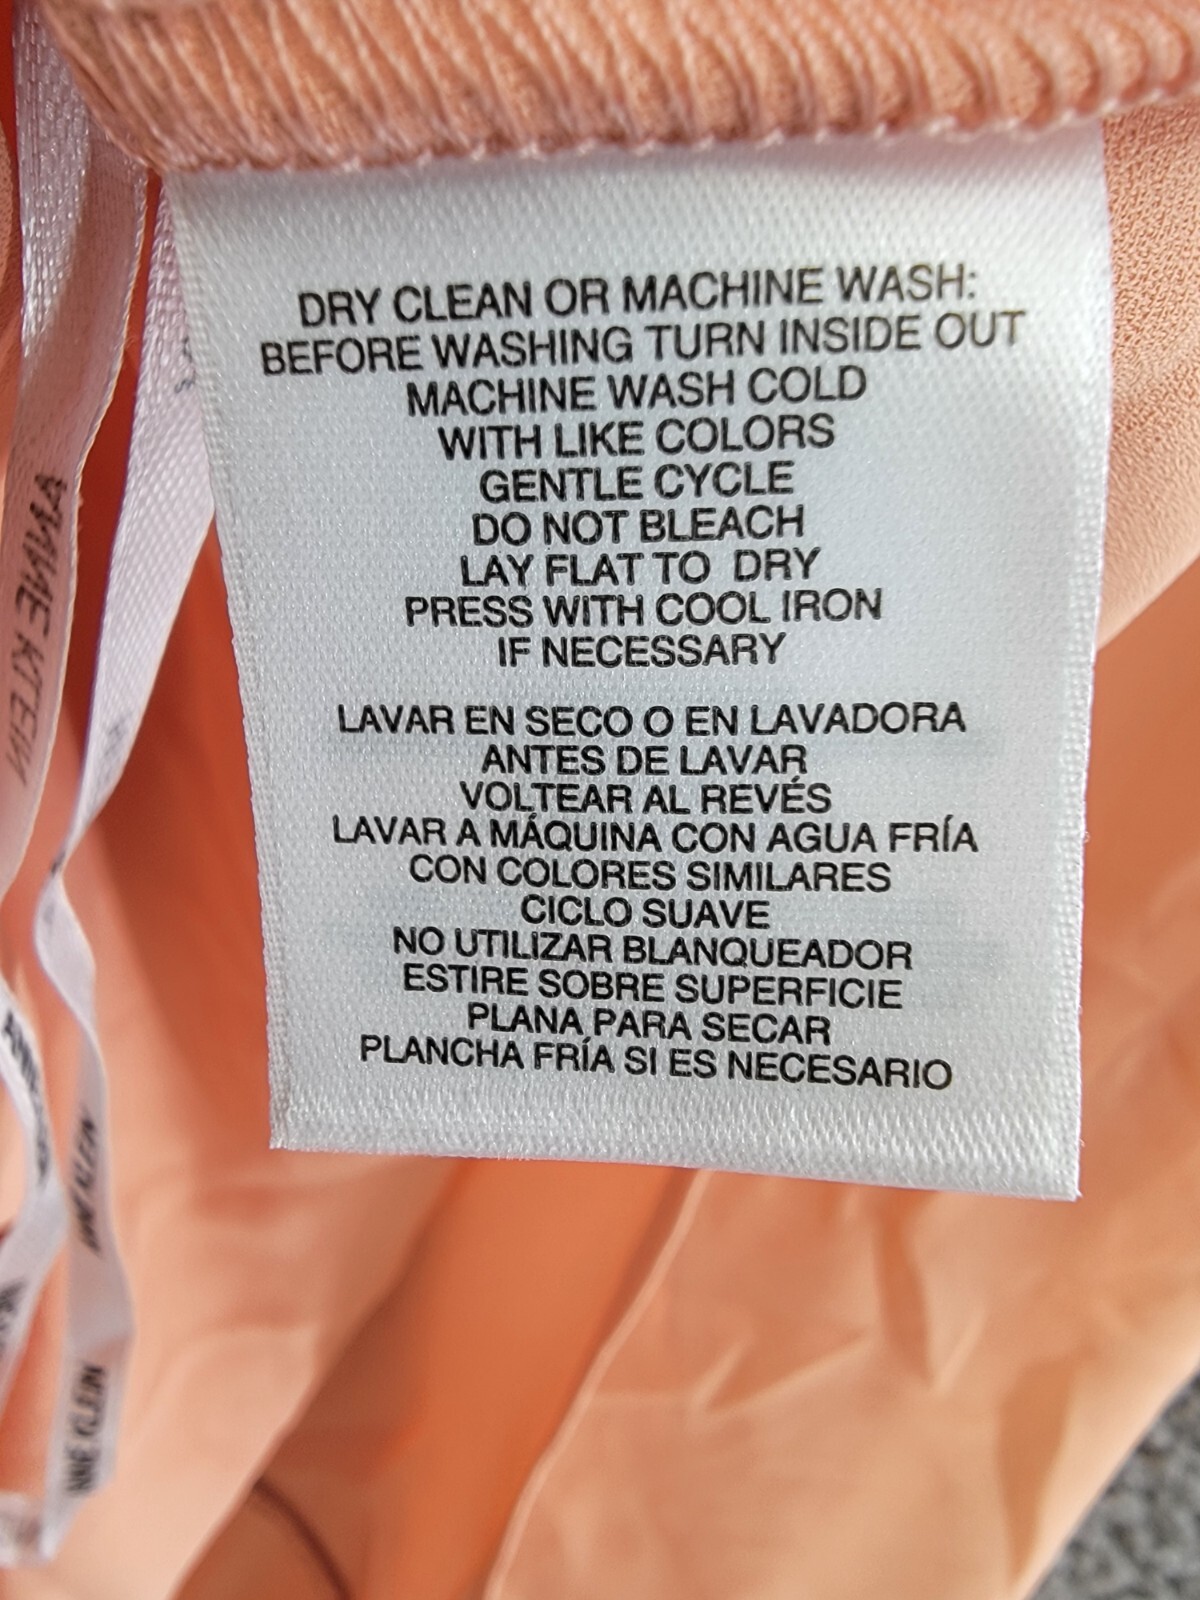 DRY CLEAN OR MACHINE WASH:
BEFORE WASHING TURN INSIDE OUT
MACHINE WASH COLD
WITH LIKE COLORS
GENTLE CYCLE
DO NOT BLEACH
LAY FLAT TO DRY
PRESS WITH COOL IRON
IF NECESSARY
LAVAR EN SECO O EN LAVADORA
ANTES DE LAVAR
VOLTEAR AL REVÉS
LAVAR A MÁQUINA CON AGUA FRÍA
CON COLORES SIMILARES
CICLO SUAVE
NO UTILIZAR BLANQUEADOR
ESTIRE SOBRE SUPERFICIE
PLANA PARA SECAR
PLANCHA FRÍA SI ES NECESARIO
ANNE KLEIN
KLEIN